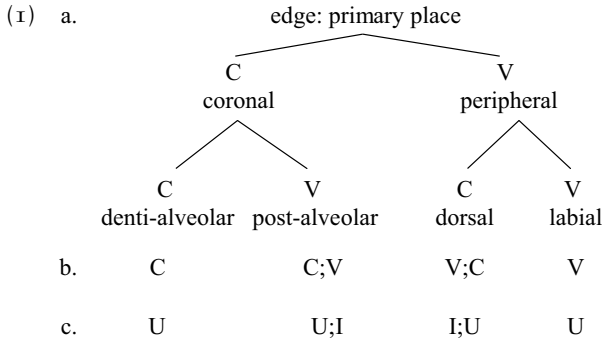 (1) a. edge: primary place
C V
coronal peripheral
C V C V
denti-alveolar post-alveolar dorsal labial
b. C C;V V;C V
c. U U;I I;U U